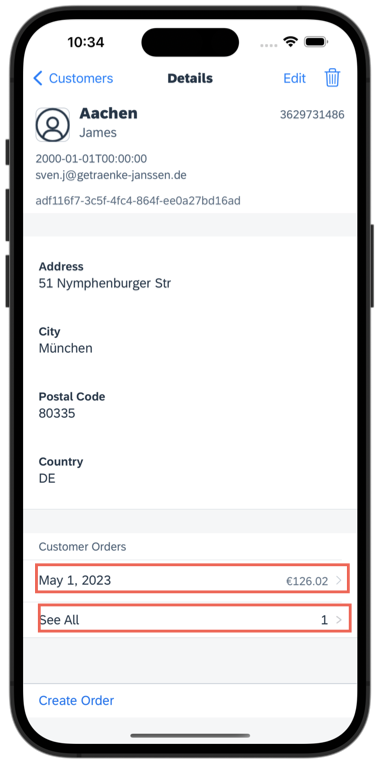 10:34
Customers Details Edit
Aachen 3629731486
James
2000-01-01T00:00:00
sven.j@getraenke-janssen.de
adf116f7-3c5f-4fc4-864f-ee0a27bd16ad
Address
51 Nymphenburger Str
City
München
Postal Code
80335
Country
DE
Customer Orders
May 1, 2023 €126.02
See All 1
Create Order